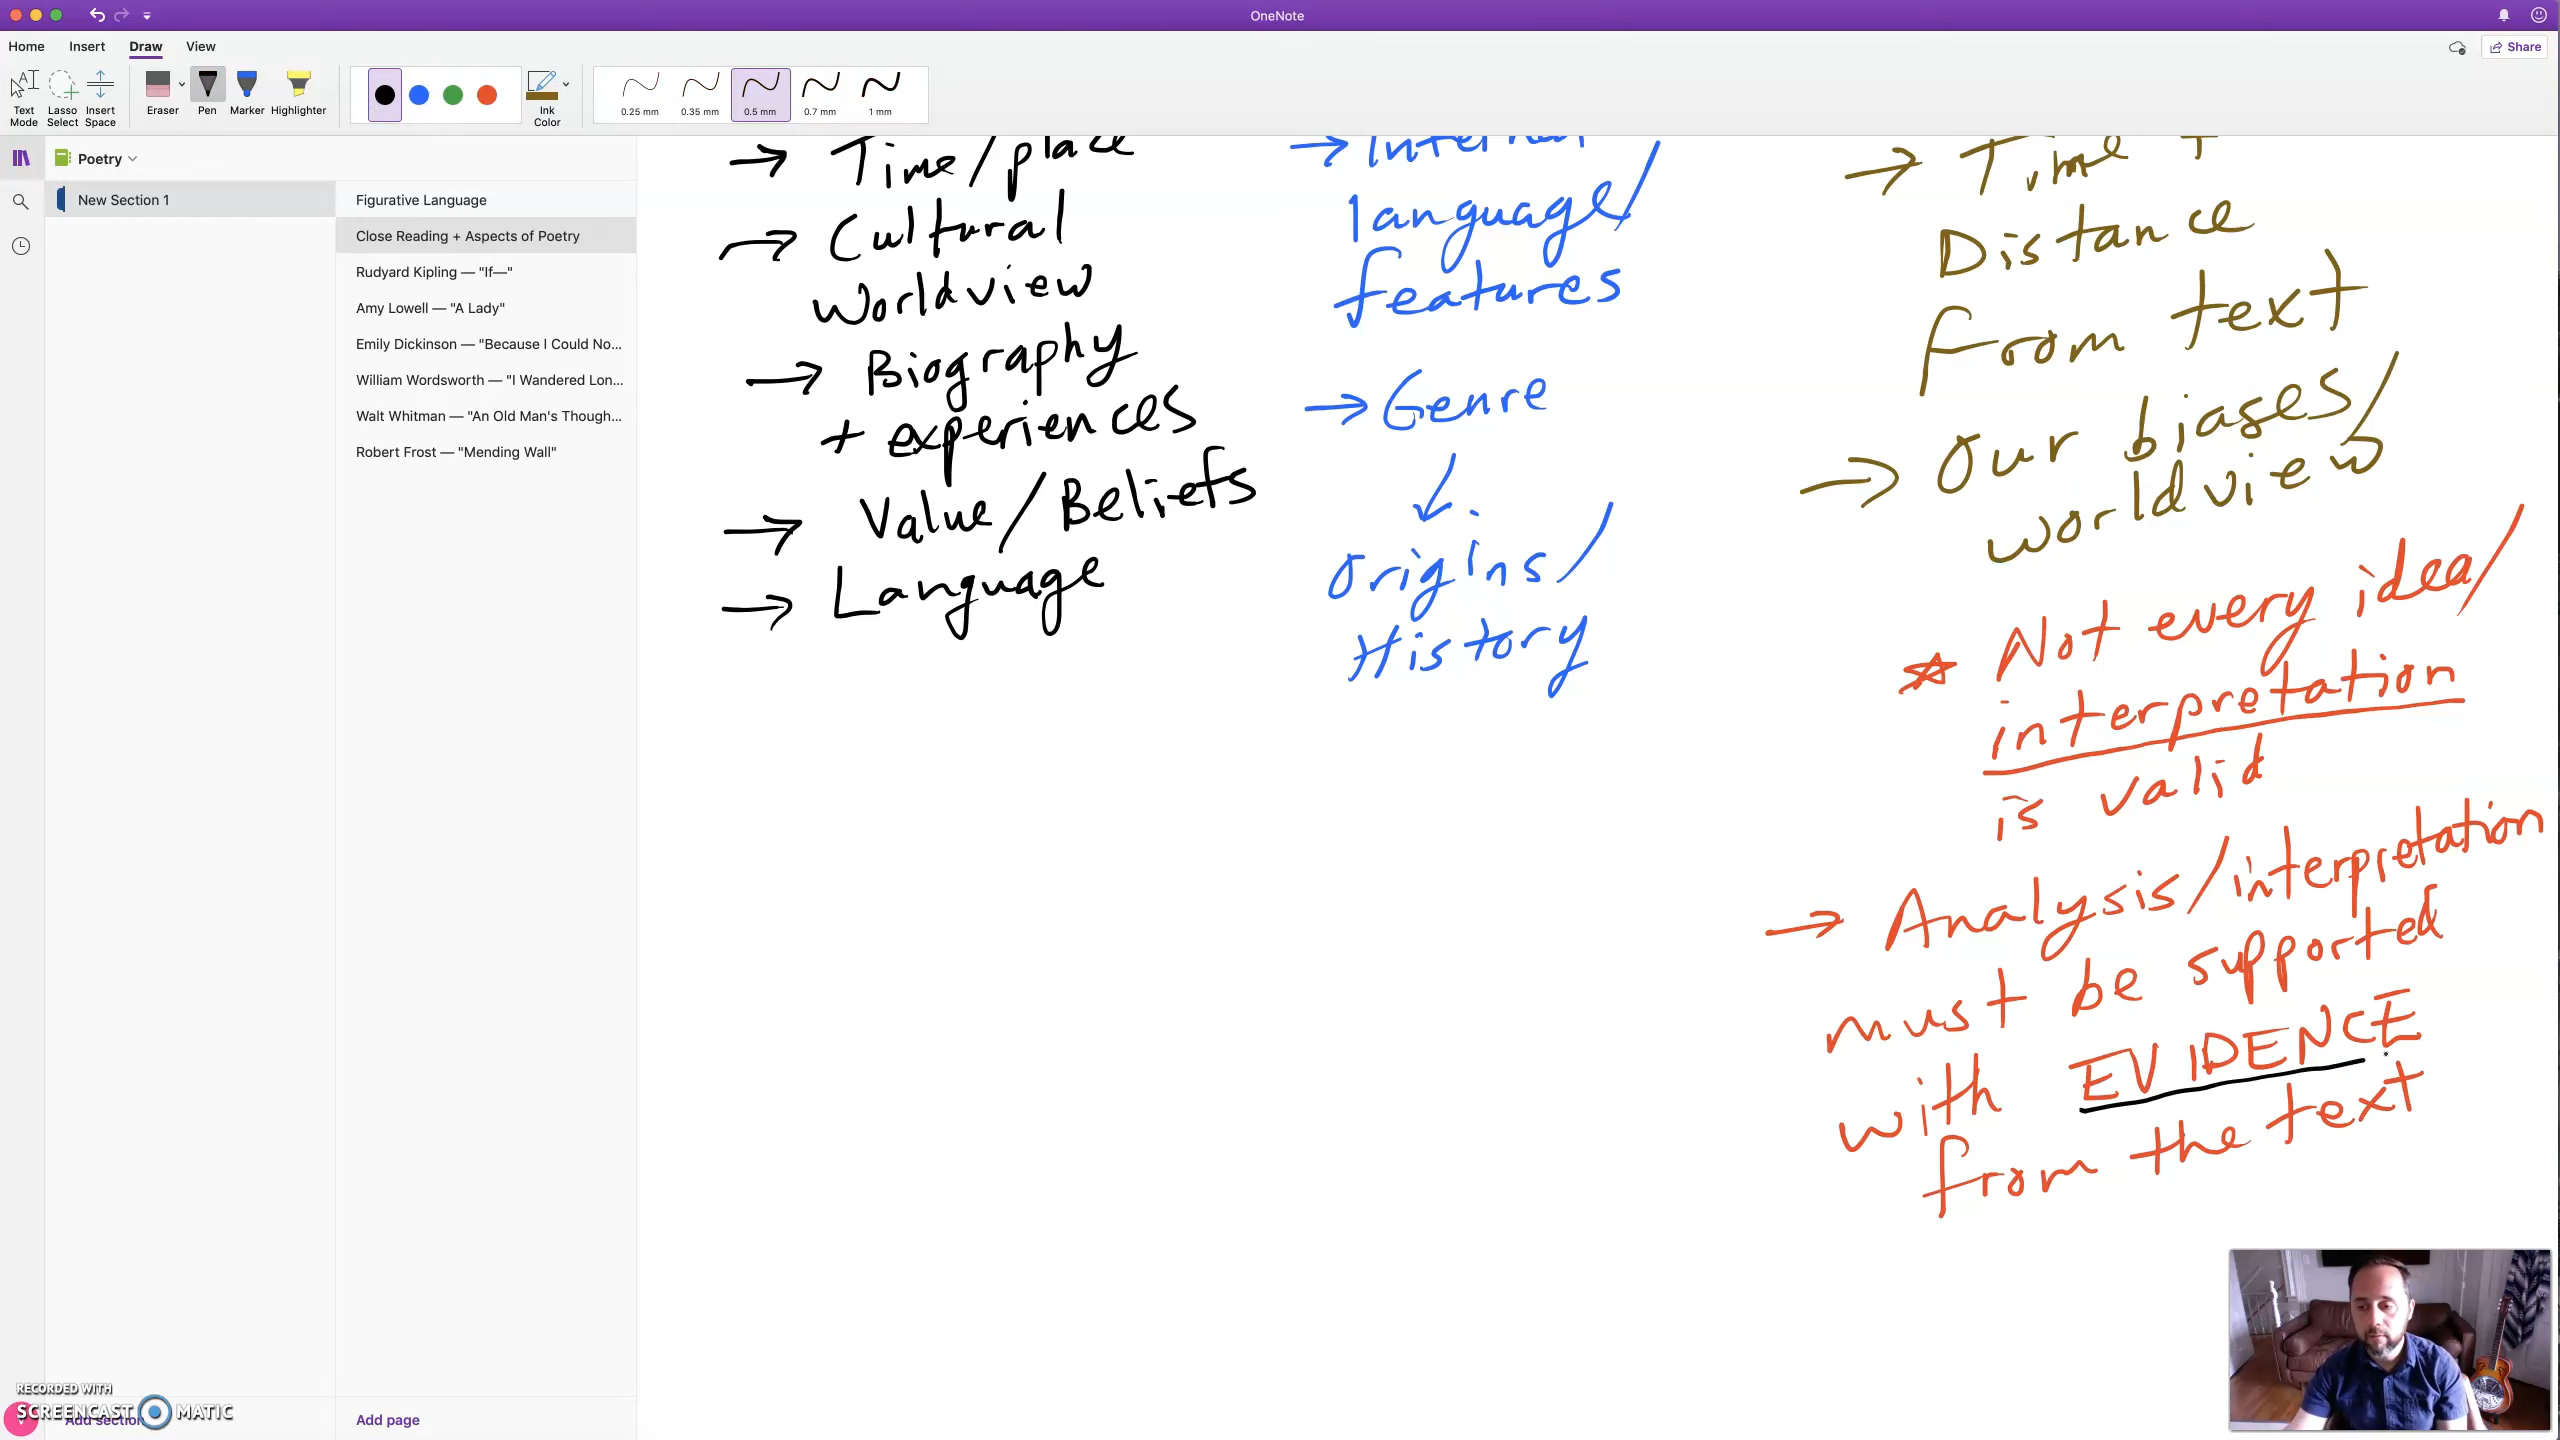 OneNote
Home Insert Draw View
Share
Text Mode
Lasso Select
Insert Space
Eraser
Pen
Marker
Highlighter
Ink Color
0.25 mm
0.35 mm
0.5 mm
0.7 mm
1 mm
Poetry
New Section 1
Figurative Language
Close Reading + Aspects of Poetry
Rudyard Kipling — "If—"
Amy Lowell — "A Lady"
Emily Dickinson — "Because I Could No...
William Wordsworth — "I Wandered Lon...
Walt Whitman — "An Old Man's Though...
Robert Frost — "Mending Wall"
→ Time/place
→ Cultural
worldview
→ Biography
+ experiences
→ Value/Beliefs
→ Language
→ Internal
language/
features
→ Genre
↓
Origins/
History
→ Time +
Distance
from text
→ Our biases/
worldview
☆ Not every idea/
interpretation
is valid
→ Analysis/interpretation
must be supported
with EVIDENCE
from the text
RECORDED WITH
SCREENCAST MATIC
Add section
Add page